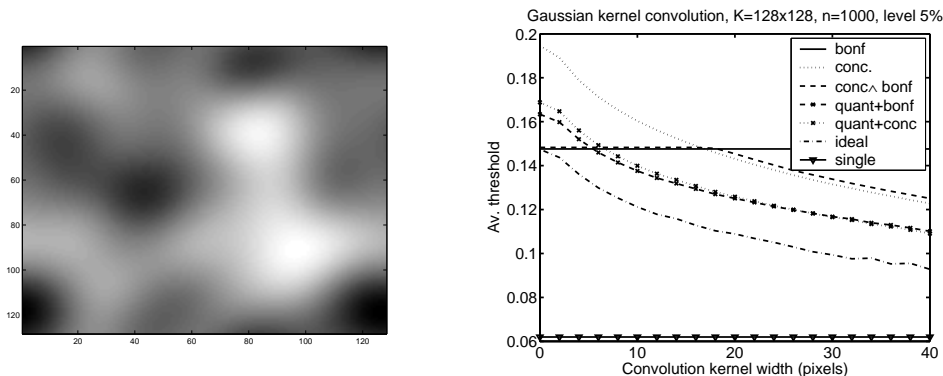 20
40
60
80
100
120
20 40 60 80 100 120
Gaussian kernel convolution, K=128x128, n=1000, level 5%
0.2
0.18
0.16
0.14
0.12
0.1
0.08
0.06
Av. threshold
bonf
conc.
conc∧ bonf
quant+bonf
quant+conc
ideal
single
0 10 20 30 40
Convolution kernel width (pixels)